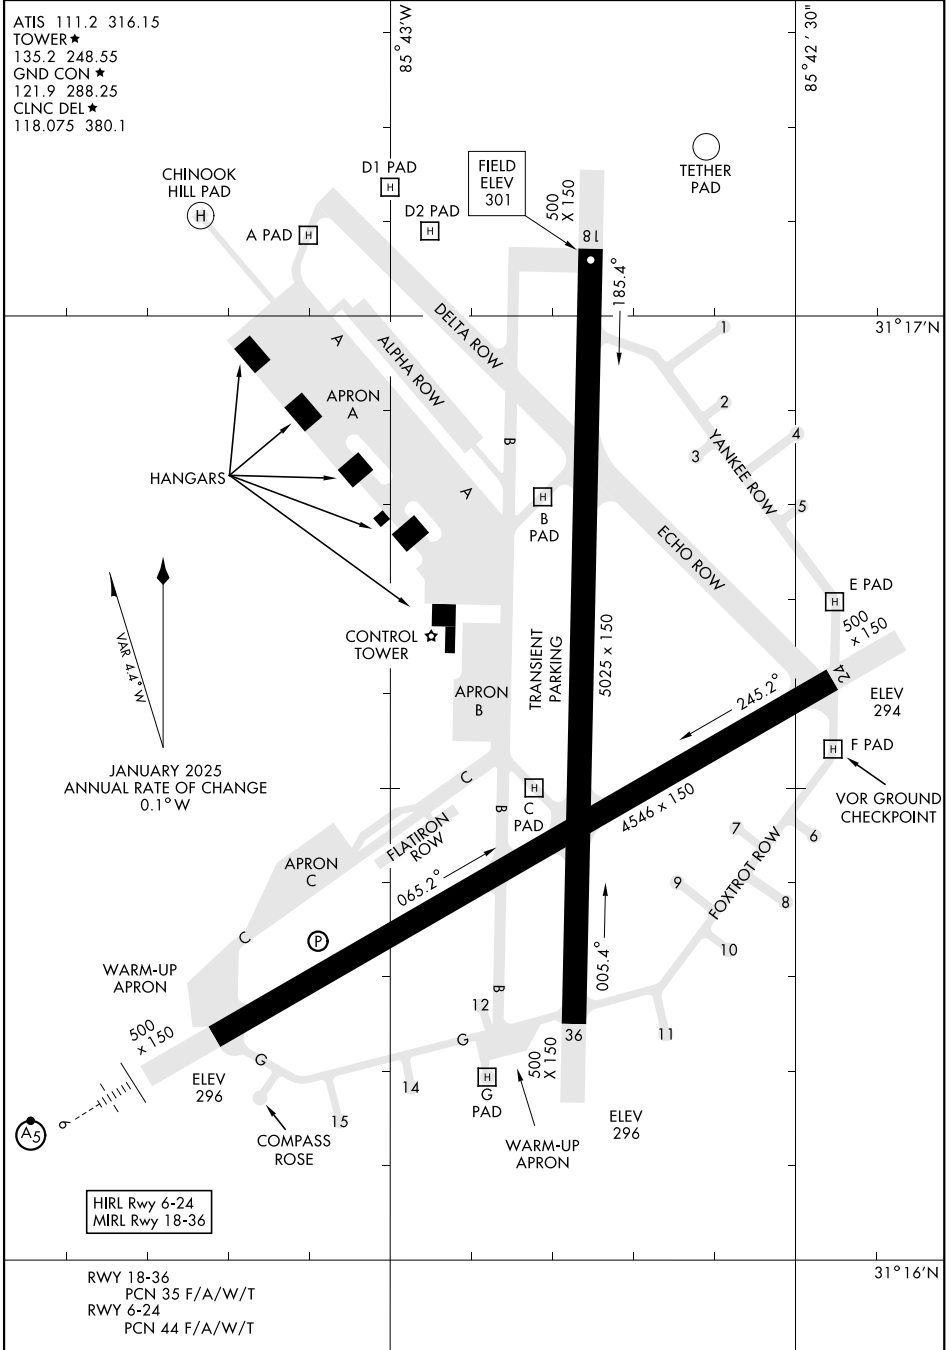 ATIS 111.2 316.15
TOWER★
135.2 248.55
GND CON ★
121.9 288.25
CLNC DEL ★
118.075 380.1
85°43'W
85°42'30"
CHINOOK
HILL PAD
H
A PAD H
D1 PAD
H
D2 PAD
H
FIELD
ELEV
301
500
X 150
TETHER
PAD
18
185.4°
31°17'N
DELTA ROW
ALPHA ROW
A
APRON
A
A
B
HANGARS
1
2
3
4
5
YANKEE ROW
ECHO ROW
H
B
PAD
E PAD
H
500
X 150
VAR 4.4° W
CONTROL
TOWER
TRANSIENT
PARKING
5025 x 150
APRON
B
245.2°
24
ELEV
294
H F PAD
VOR GROUND
CHECKPOINT
JANUARY 2025
ANNUAL RATE OF CHANGE
0.1° W
C
B
H
C
PAD
4546 x 150
FLATIRON
ROW
APRON
C
065.2°
7
6
9
8
FOXTROT ROW
10
C
P
005.4°
WARM-UP
APRON
500
X 150
B
12
G
G
36
11
500
X 150
ELEV
296
14
H
G
PAD
15
COMPASS
ROSE
WARM-UP
APRON
ELEV
296
6
A5
HIRL Rwy 6-24
MIRL Rwy 18-36
31°16'N
RWY 18-36
PCN 35 F/A/W/T
RWY 6-24
PCN 44 F/A/W/T